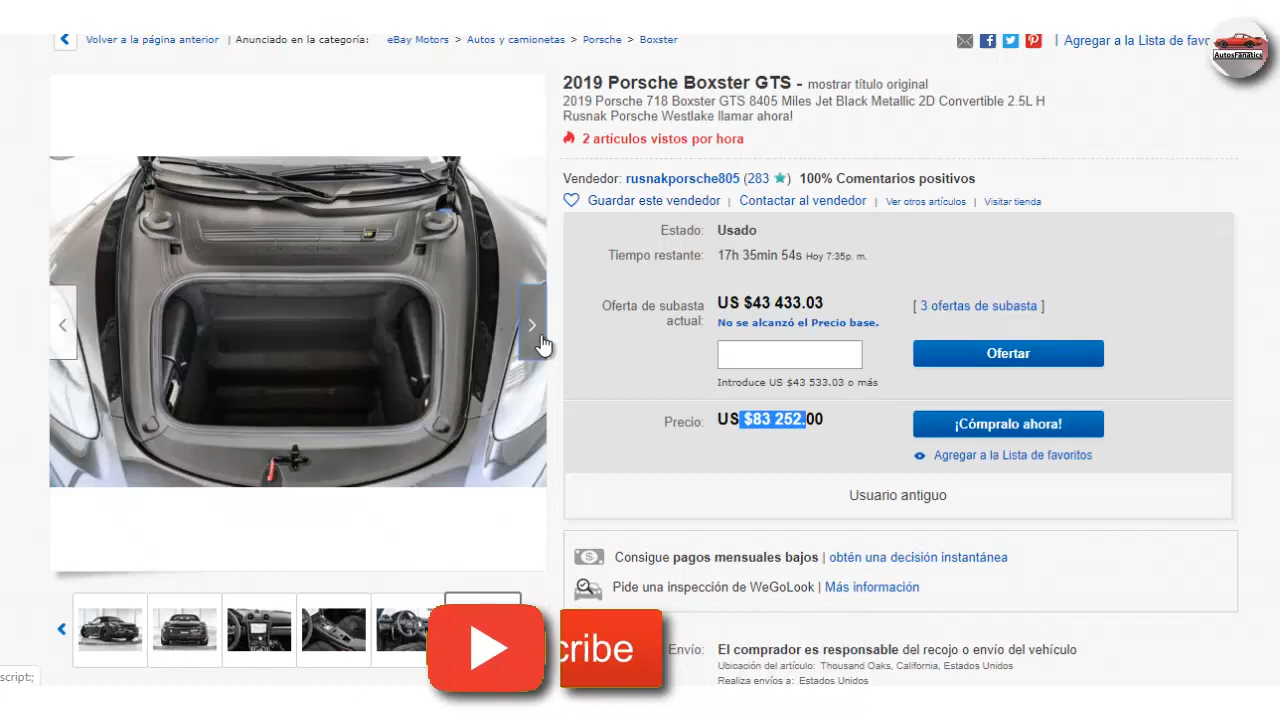 Volver a la página anterior | Anunciado en la categoría: eBay Motors > Autos y camionetas > Porsche > Boxster
| Agregar a la Lista de favo
AutosFanatics
2019 Porsche Boxster GTS - mostrar título original
2019 Porsche 718 Boxster GTS 8405 Miles Jet Black Metallic 2D Convertible 2.5L H
Rusnak Porsche Westlake llamar ahora!
2 artículos vistos por hora
Vendedor: rusnakporsche805 (283 ★) 100% Comentarios positivos
Guardar este vendedor | Contactar al vendedor | Ver otros artículos | Visitar tienda
Estado: Usado
Tiempo restante: 17h 35min 54s Hoy 7:35p. m.
Oferta de subasta actual: US $43 433.03 [ 3 ofertas de subasta ]
No se alcanzó el Precio base.
Ofertar
Introduce US $43 533.03 o más
Precio: US $83 252.00 ¡Cómpralo ahora!
Agregar a la Lista de favoritos
Usuario antiguo
Consigue pagos mensuales bajos | obtén una decisión instantánea
Pide una inspección de WeGoLook | Más información
cribe
Envío: El comprador es responsable del recojo o envío del vehículo
Ubicación del artículo: Thousand Oaks, California, Estados Unidos
Realiza envíos a: Estados Unidos
script;